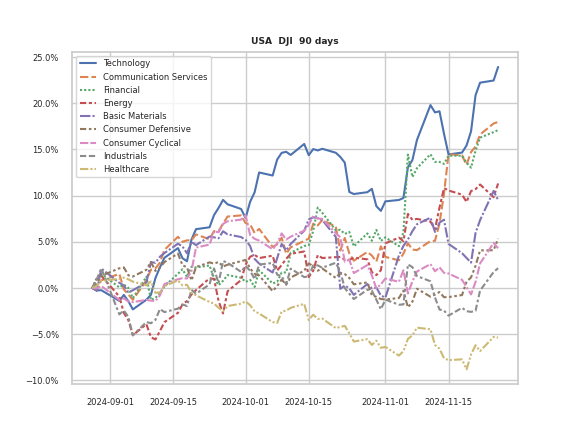 USA  DJI  90 days
25.0%
20.0%
15.0%
10.0%
5.0%
0.0%
−5.0%
−10.0%
Technology
Communication Services
Financial
Energy
Basic Materials
Consumer Defensive
Consumer Cyclical
Industrials
Healthcare
2024-09-01 2024-09-15 2024-10-01 2024-10-15 2024-11-01 2024-11-15